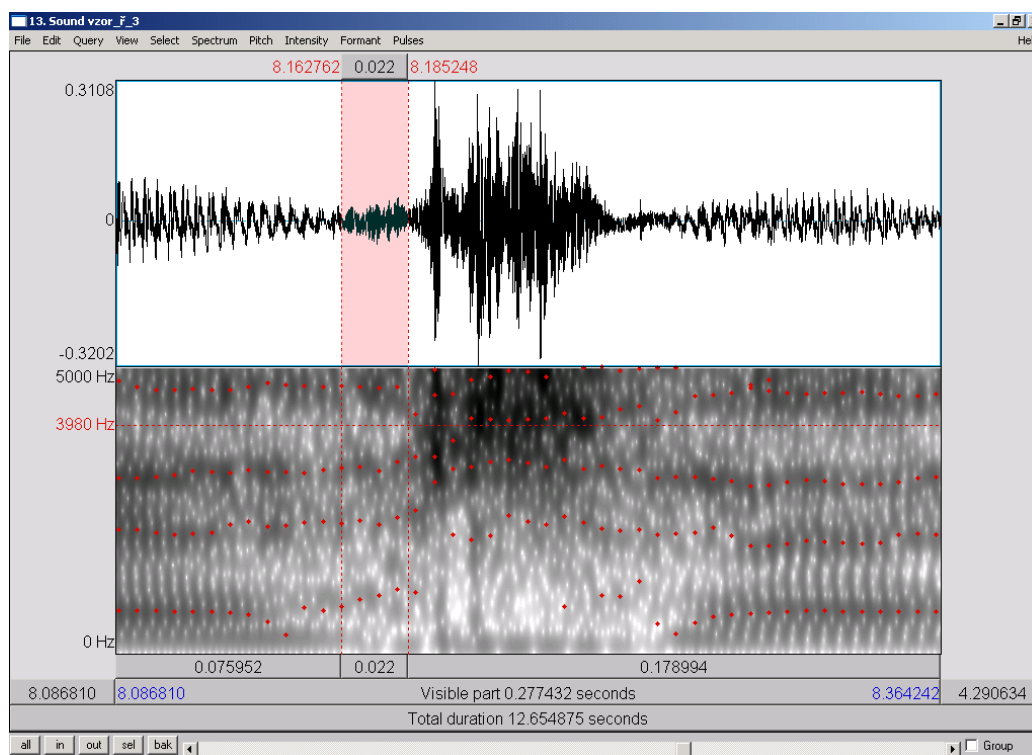 13. Sound vzor_ř_3
File Edit Query View Select Spectrum Pitch Intensity Formant Pulses He
8.162762 0.022 8.185248
0.3108
0
-0.3202
5000 Hz
3980 Hz
0 Hz
0.075952 0.022 0.178994
8.086810 8.086810 Visible part 0.277432 seconds 8.364242 4.290634
Total duration 12.654875 seconds
all in out sel bak Group